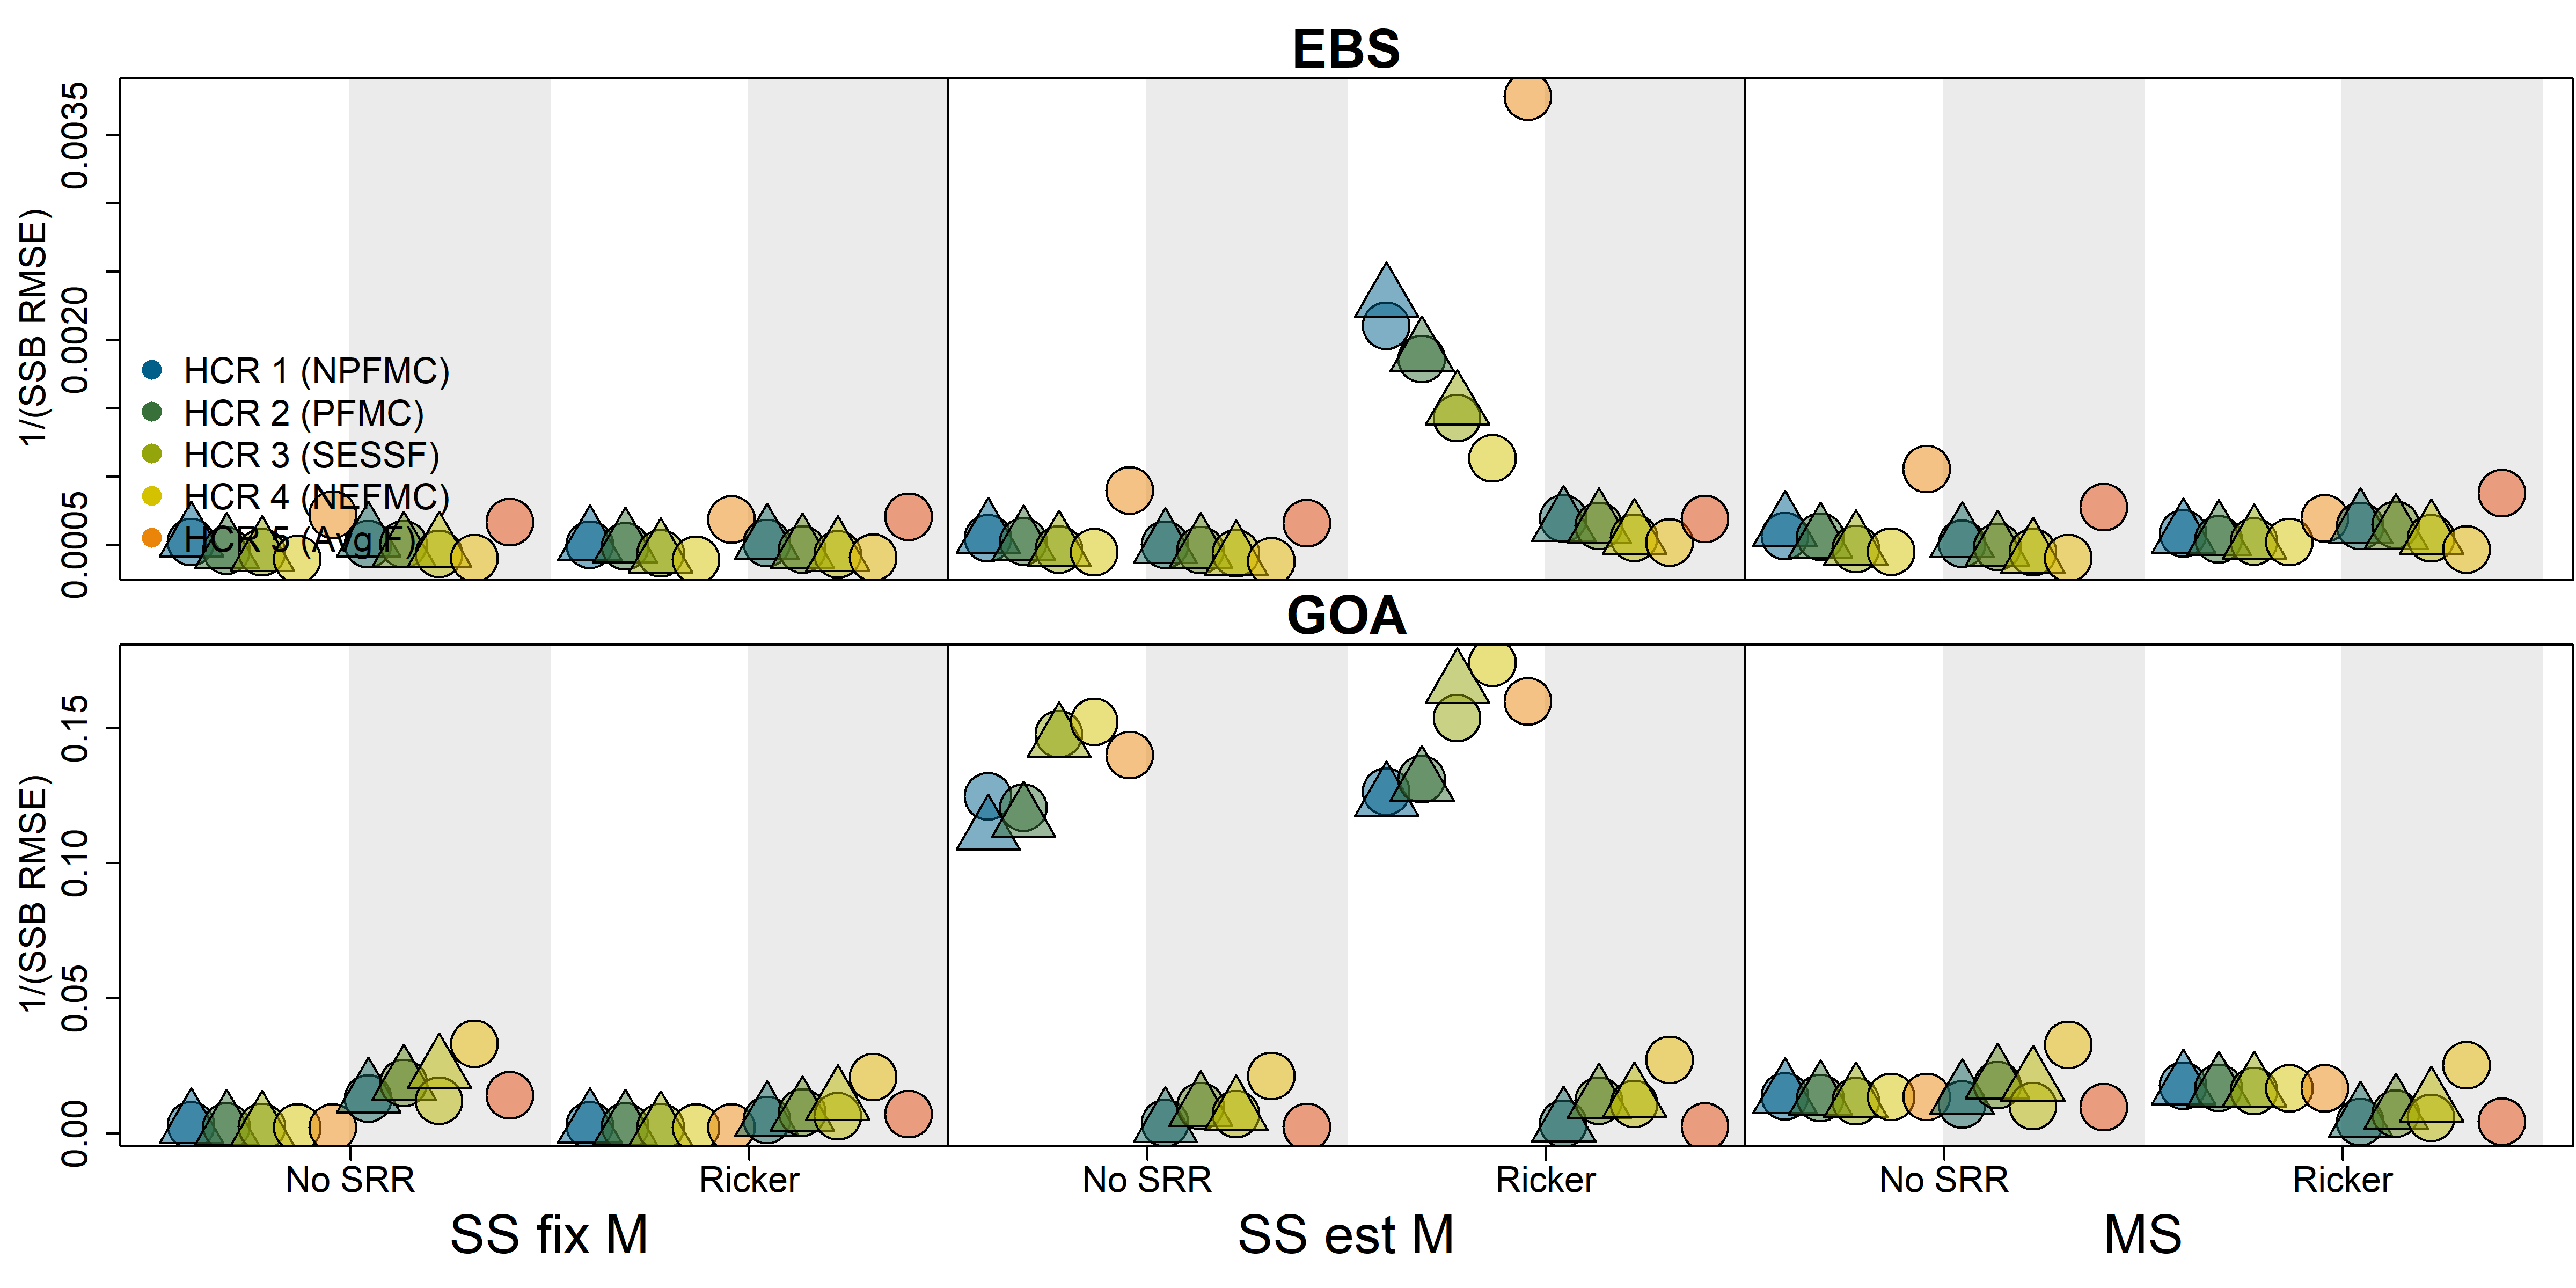 EBS
1/(SSB RMSE)
0.0035
0.0020
0.0005
HCR 1 (NPFMC)
HCR 2 (PFMC)
HCR 3 (SESSF)
HCR 4 (NEFMC)
HCR 5 (Avg F)
GOA
1/(SSB RMSE)
0.15
0.10
0.05
0.00
No SRR Ricker No SRR Ricker No SRR Ricker
SS fix M SS est M MS